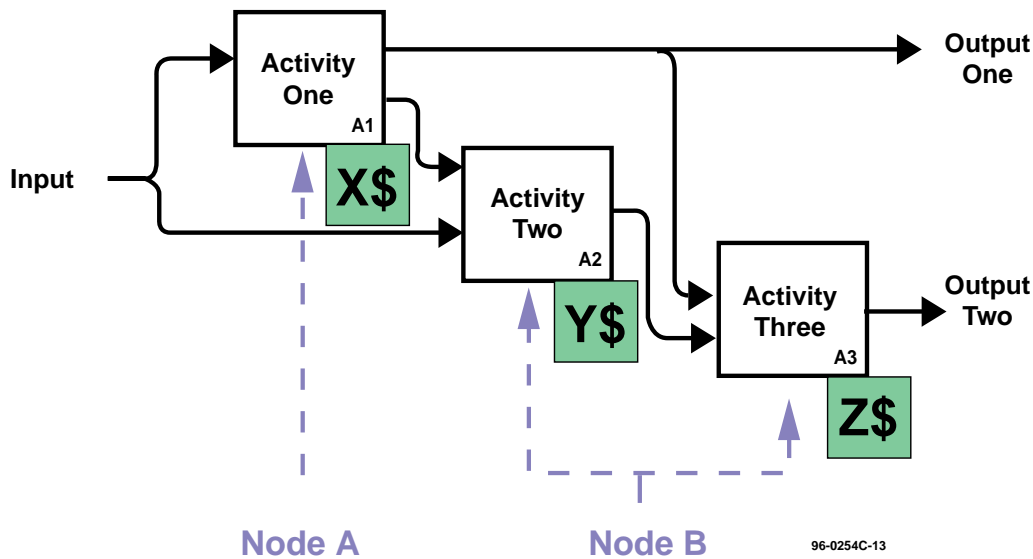 Activity
One
A1
X$
Output
One
Input
Activity
Two
A2
Y$
Activity
Three
A3
Z$
Output
Two
Node A
Node B
96-0254C-13